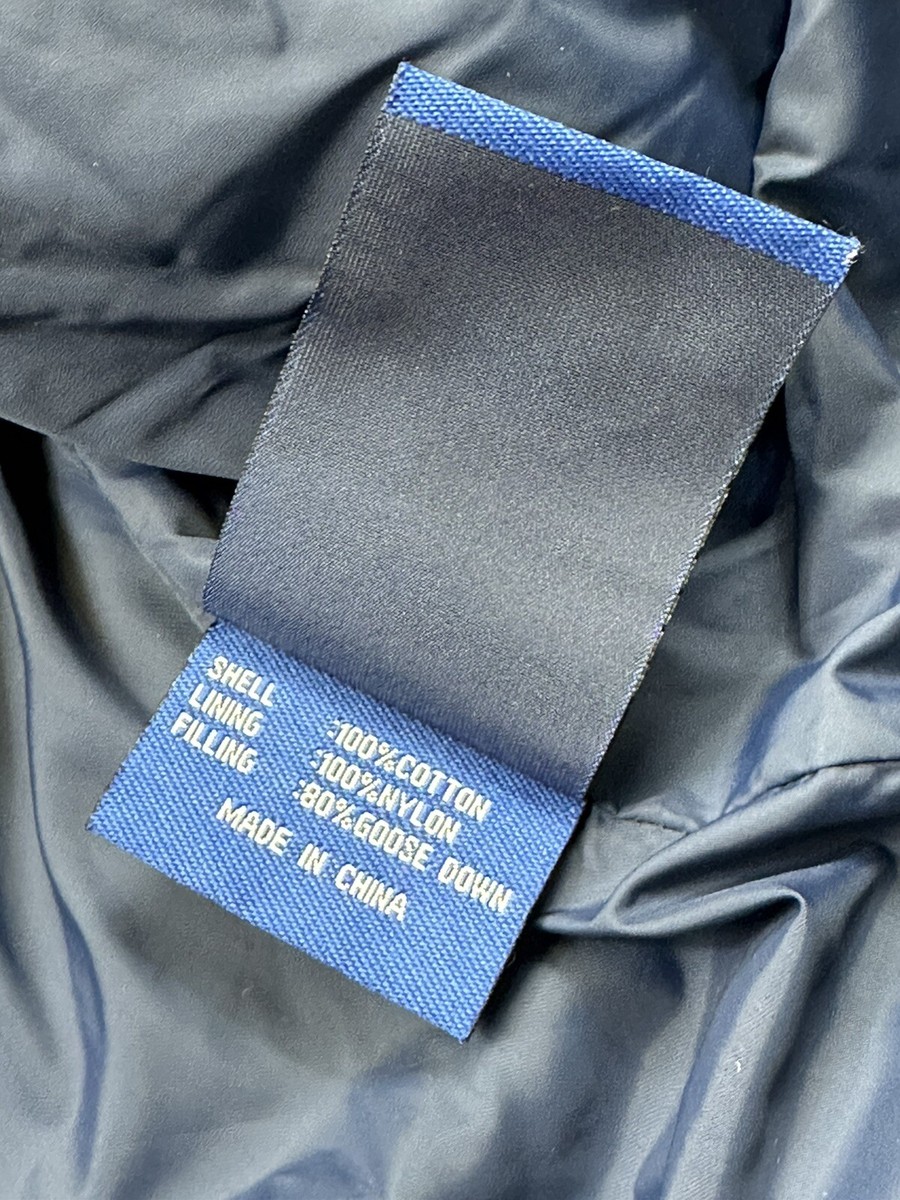 SHELL :100%COTTON
LINING :100%NYLON
FILLING :80%GOOSE DOWN
MADE IN CHINA